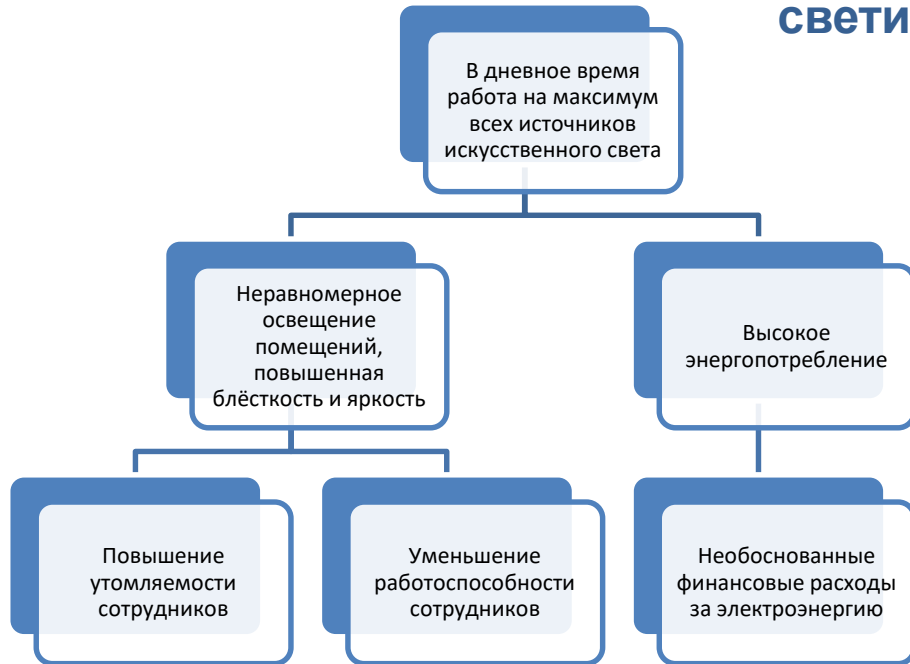 свети
В дневное время
работа на максимум
всех источников
искусственного света
Неравномерное
освещение
помещений,
повышенная
блёсткость и яркость
Высокое
энергопотребление
Повышение
утомляемости
сотрудников
Уменьшение
работоспособности
сотрудников
Необоснованные
финансовые расходы
за электроэнергию